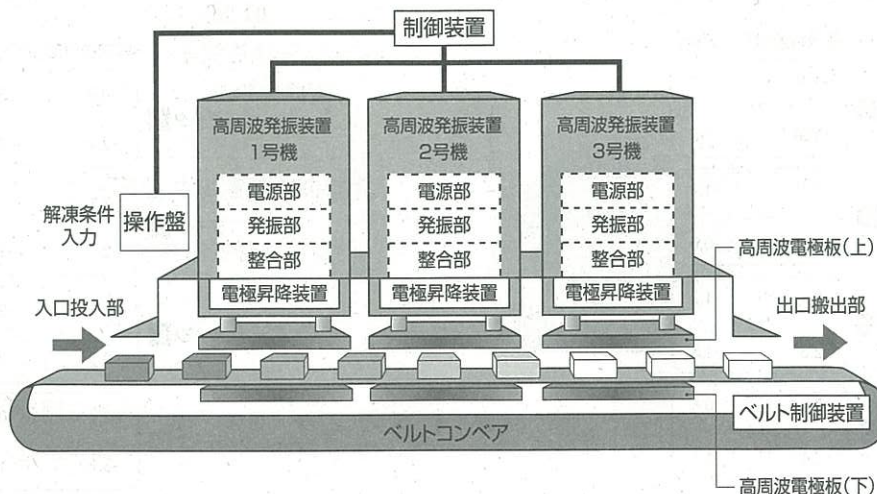 制御装置
高周波発振装置
1号機
電源部
発振部
整合部
電極昇降装置
高周波発振装置
2号機
電源部
発振部
整合部
電極昇降装置
高周波発振装置
3号機
電源部
発振部
整合部
電極昇降装置
解凍条件
入力
操作盤
高周波電極板(上)
入口投入部
出口搬出部
ベルト制御装置
ベルトコンベア
高周波電極板(下)